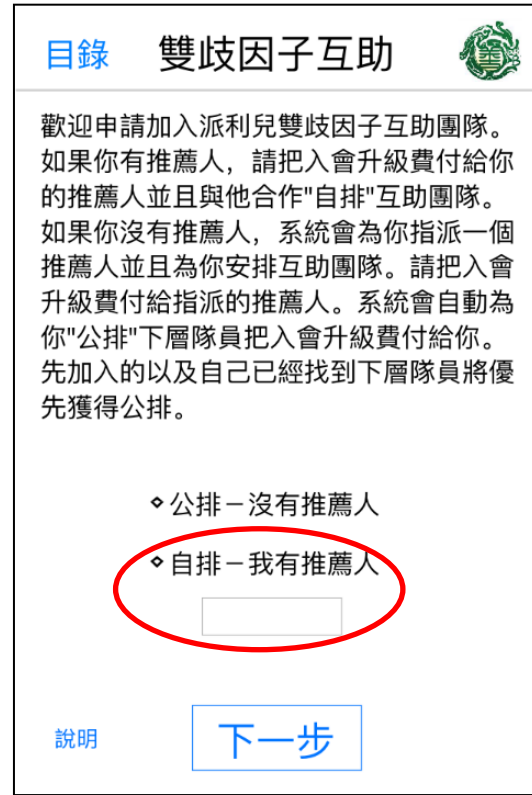 目錄
雙歧因子互助
歡迎申請加入派利兒雙歧因子互助團隊。
如果你有推薦人，請把入會升級費付給你
的推薦人並且與他合作"自排"互助團隊。
如果你沒有推薦人，系統會為你指派一個
推薦人並且為你安排互助團隊。請把入會
升級費付給指派的推薦人。系統會自動為
你"公排"下層隊員把入會升級費付給你。
先加入的以及自己已經找到下層隊員將優
先獲得公排。
公排－沒有推薦人
自排－我有推薦人
說明
下一步